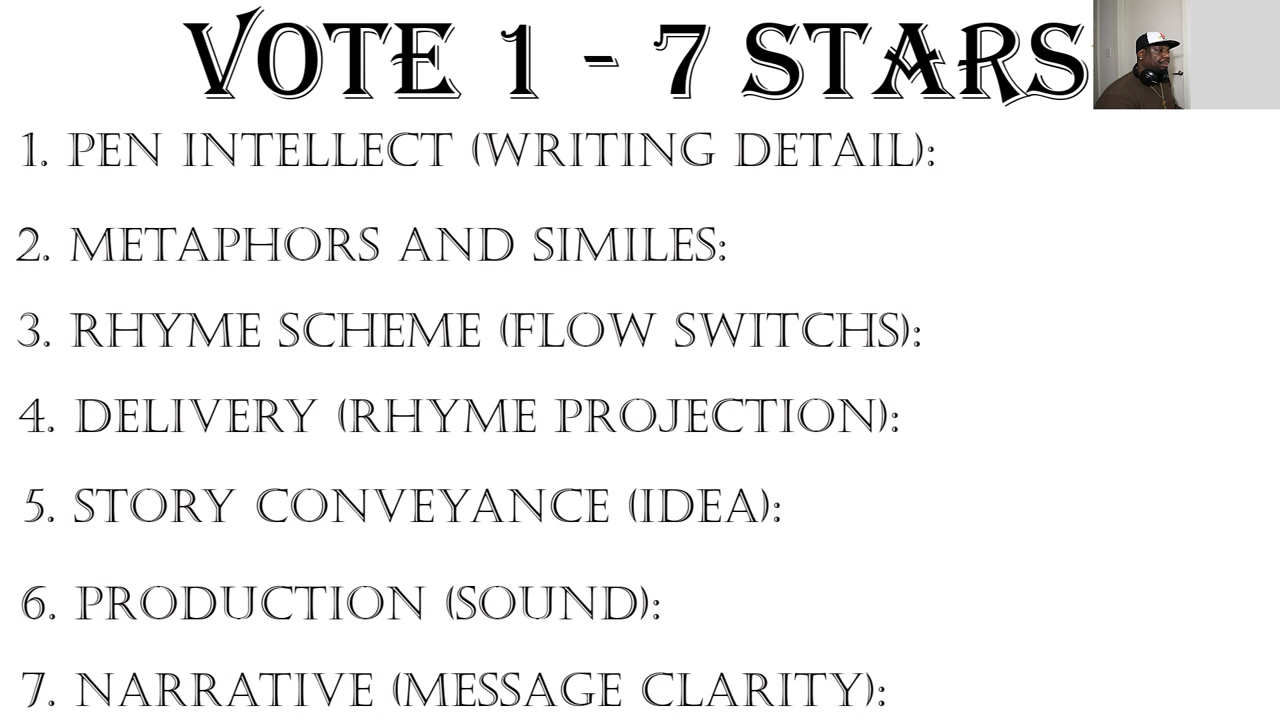 VOTE 1 - 7 STARS
1. PEN INTELLECT (WRITING DETAIL):
2. METAPHORS AND SIMILES:
3. RHYME SCHEME (FLOW SWITCHS):
4. DELIVERY (RHYME PROJECTION):
5. STORY CONVEYANCE (IDEA):
6. PRODUCTION (SOUND):
7. NARRATIVE (MESSAGE CLARITY):